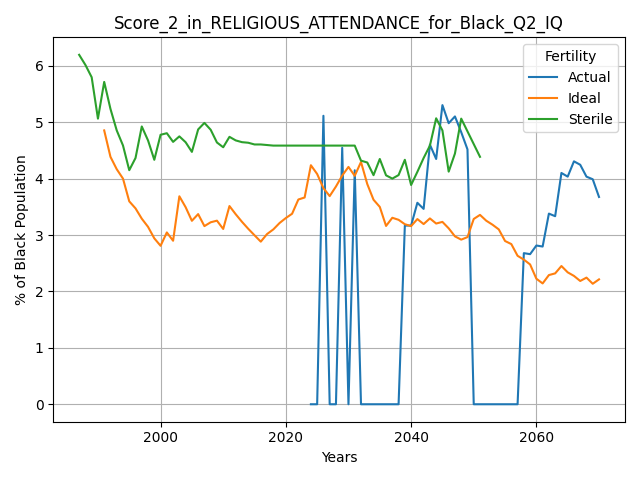 Score_2_in_RELIGIOUS_ATTENDANCE_for_Black_Q2_IQ
Fertility
Actual
Ideal
Sterile
% of Black Population
6
5
4
3
2
1
0
2000
2020
2040
2060
Years